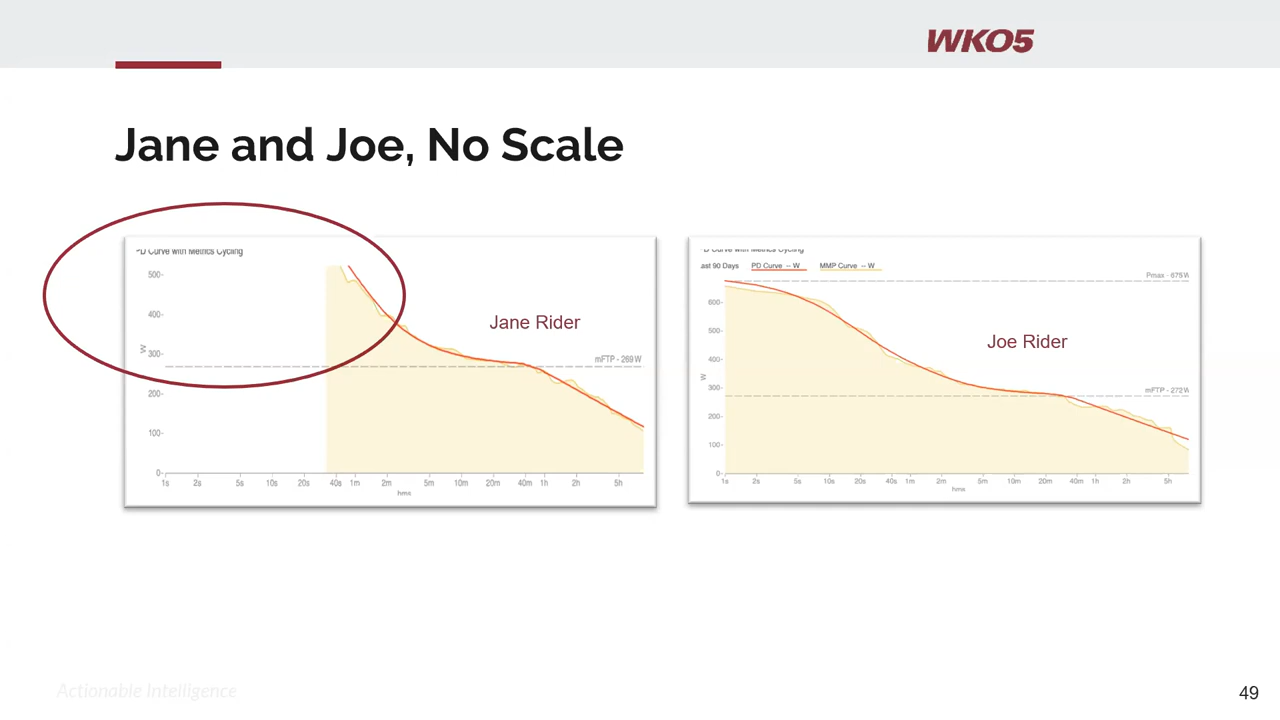 WKO5
Jane and Joe, No Scale
PD Curve with Metrics Cycling
500-
400-
300-
200-
100-
0-
W
Jane Rider
mFTP - 269 W
1s 2s 5s 10s 20s 40s 1m 2m 5m 10m 20m 40m 1h 2h 5h
hms
PD Curve with Metrics Cycling
ast 90 Days PD Curve -- W MMP Curve -- W
Pmax - 675 W
600-
500-
400-
300-
200-
100-
0-
W
Joe Rider
mFTP - 272 W
1s 2s 5s 10s 20s 40s 1m 2m 5m 10m 20m 40m 1h 2h 5h
hms
Actionable Intelligence
49